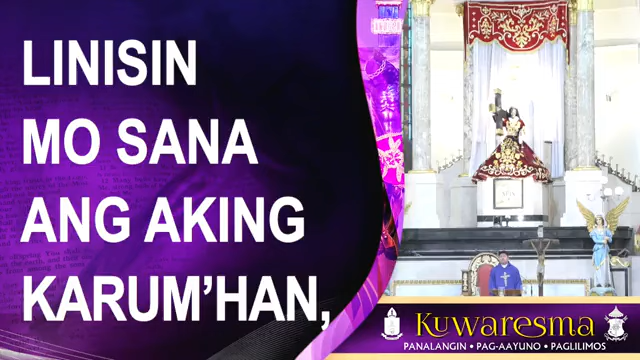 LINISIN
MO SANA
ANG AKING
KARUM’HAN,
Kuwaresma
PANALANGIN • PAG-AAYUNO • PAGLILIMOS